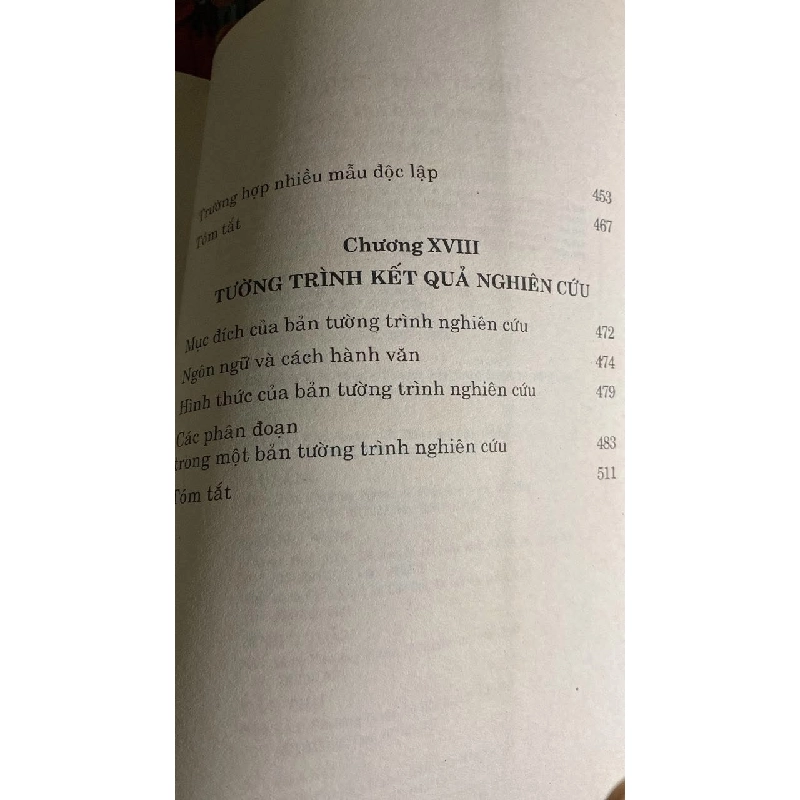 Trường hợp nhiều mẫu độc lập 453
Tóm tắt 467
Chương XVIII
TƯỜNG TRÌNH KẾT QUẢ NGHIÊN CỨU
Mục đích của bản tường trình nghiên cứu 472
Ngôn ngữ và cách hành văn 474
Hình thức của bản tường trình nghiên cứu 479
Các phân đoạn
trong một bản tường trình nghiên cứu 483
Tóm tắt 511